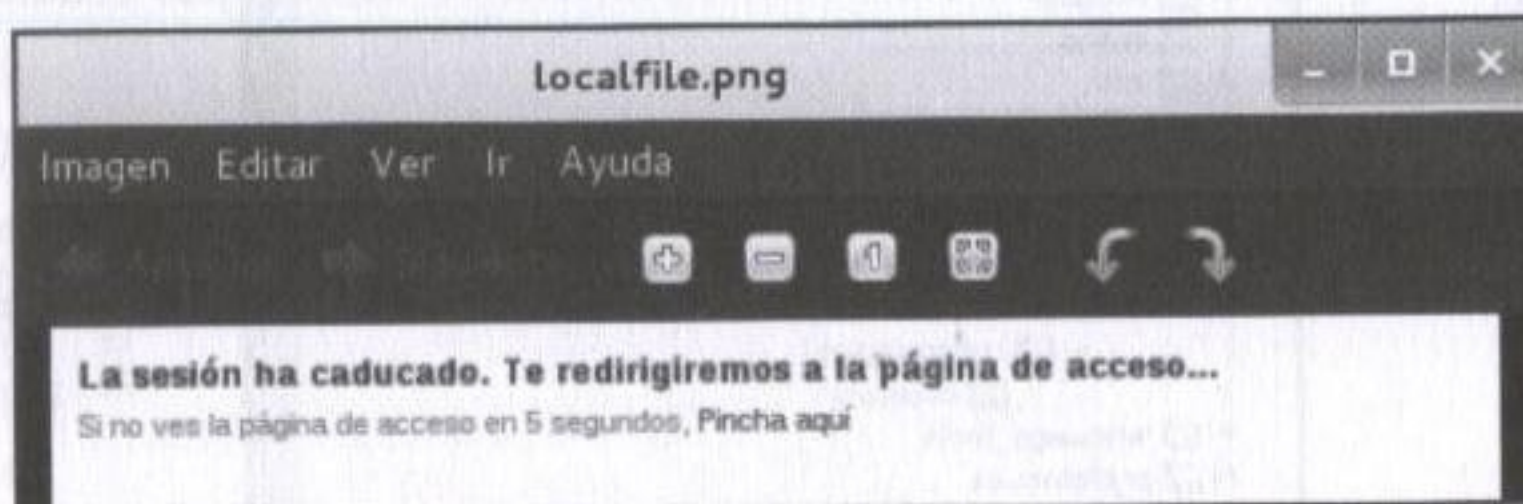 localfile.png
Imagen Editar Ver Ir Ayuda
La sesión ha caducado. Te redirigiremos a la página de acceso...
Si no ves la página de acceso en 5 segundos, Pincha aquí